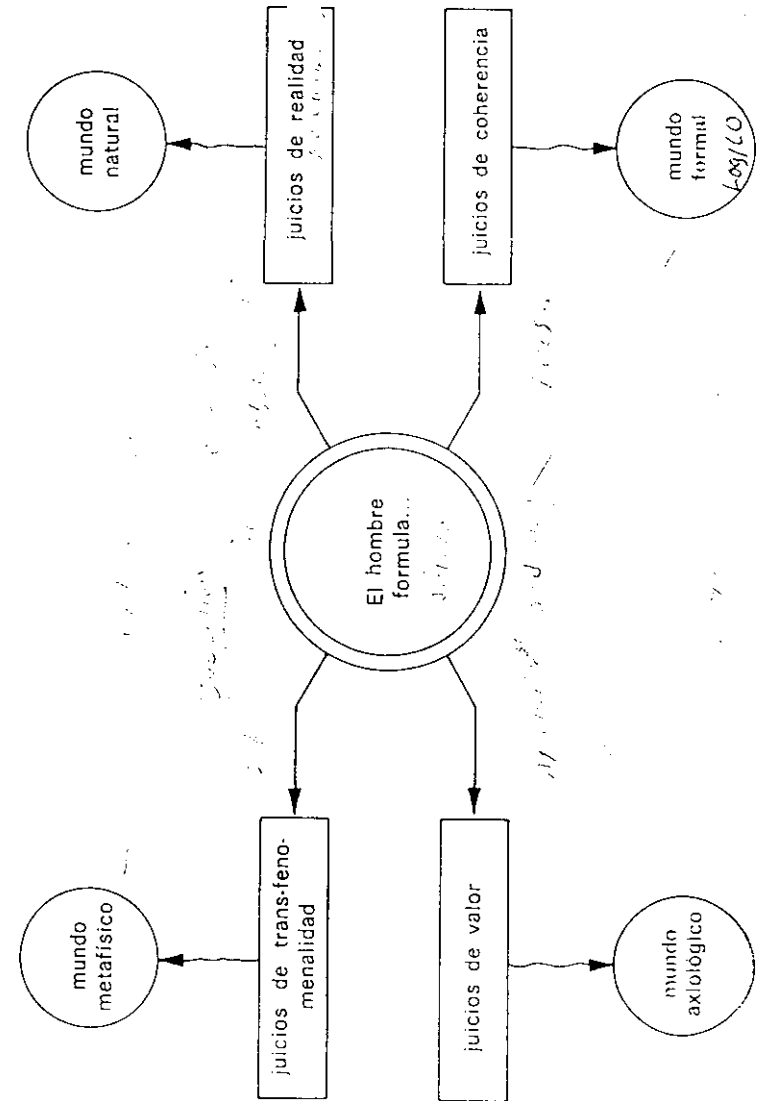 mundo
metafísico
mundo
natural
juicios de trans-feno-
menalidad
juicios de realidad
El hombre
formula...
juicios de valor
juicios de coherencia
mundo
axiológico
mundo
formal
LOGICO